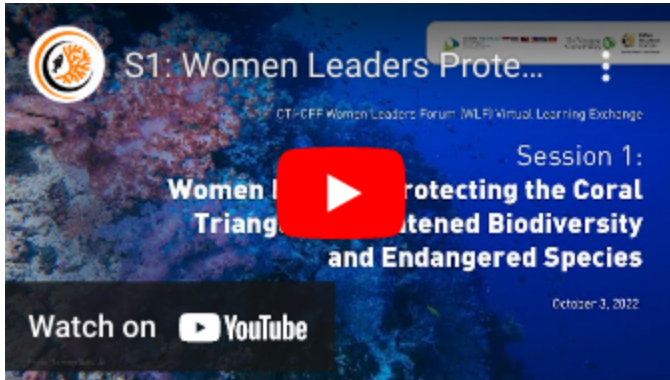 S1: Women Leaders Prote...
CTI-CFF Women Leaders Forum (WLF) Virtual Learning Exchange
Session 1:
Women rotecting the Coral
Triang tened Biodiversity
and Endangered Species
October 3, 2022
Watch on YouTube